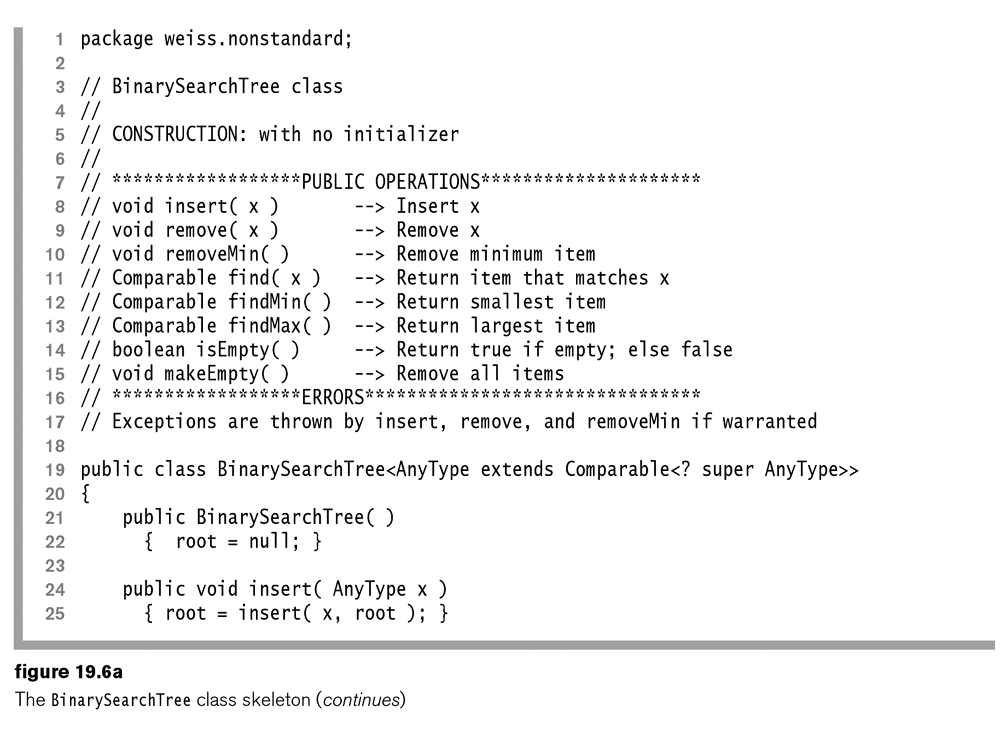 1 package weiss.nonstandard;
2
3 // BinarySearchTree class
4 //
5 // CONSTRUCTION: with no initializer
6 //
7 // ******************PUBLIC OPERATIONS*********************
8 // void insert( x )       --> Insert x
9 // void remove( x )       --> Remove x
10 // void removeMin( )      --> Remove minimum item
11 // Comparable find( x )   --> Return item that matches x
12 // Comparable findMin( )  --> Return smallest item
13 // Comparable findMax( )  --> Return largest item
14 // boolean isEmpty( )     --> Return true if empty; else false
15 // void makeEmpty( )      --> Remove all items
16 // ******************ERRORS********************************
17 // Exceptions are thrown by insert, remove, and removeMin if warranted
18
19 public class BinarySearchTree<AnyType extends Comparable<? super AnyType>>
20 {
21     public BinarySearchTree( )
22       {  root = null; }
23
24     public void insert( AnyType x )
25       { root = insert( x, root ); }
figure 19.6a
The BinarySearchTree class skeleton (continues)